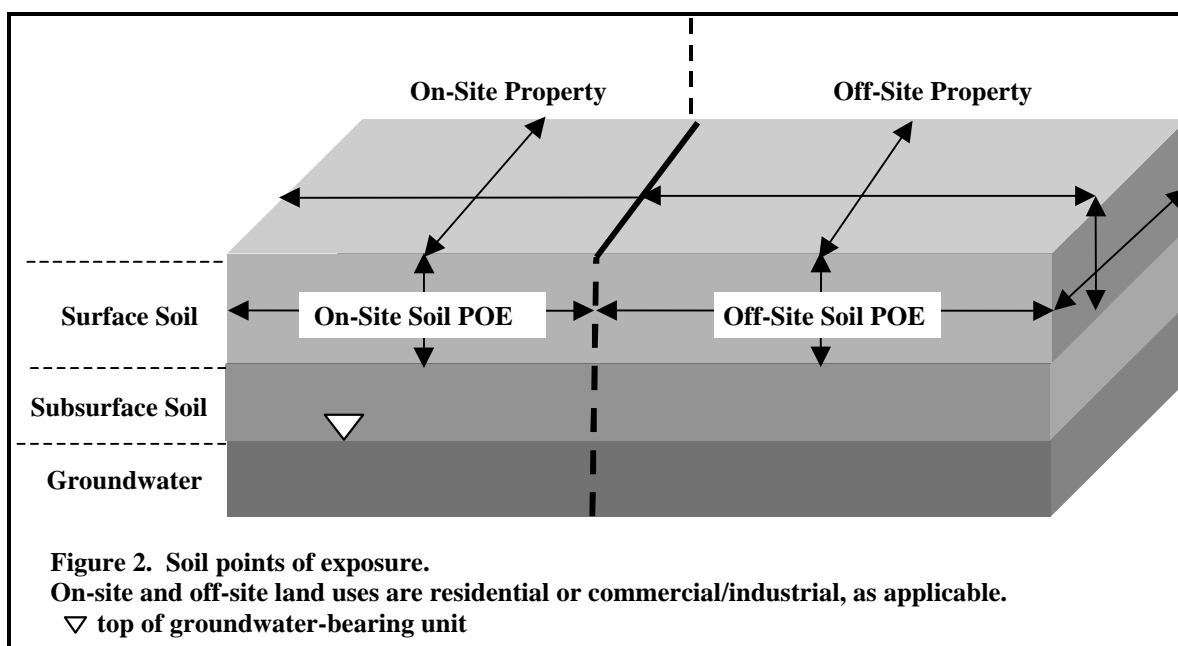 On-Site Property
Off-Site Property
Surface Soil
On-Site Soil POE
Off-Site Soil POE
Subsurface Soil
Groundwater
Figure 2. Soil points of exposure.
On-site and off-site land uses are residential or commercial/industrial, as applicable.
▽ top of groundwater-bearing unit